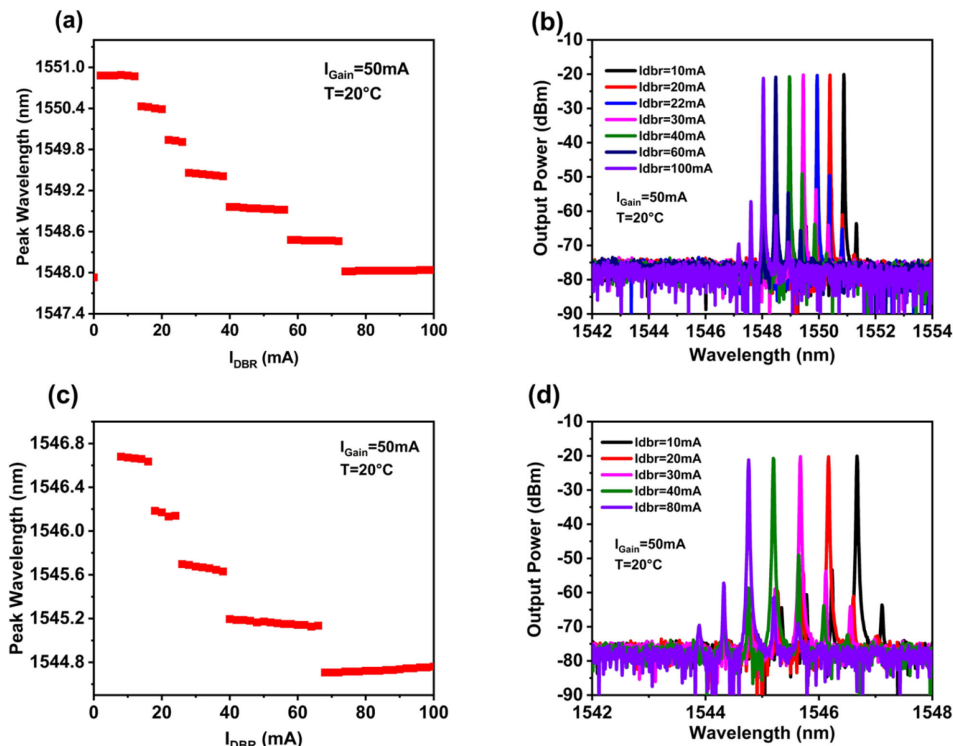 (a)
1551.0
1550.4
1549.8
1549.2
1548.6
1548.0
1547.4
Peak Wavelength (nm)
I_Gain=50mA
T=20°C
0 20 40 60 80 100
I_DBR (mA)
(b)
-10
-20
-30
-40
-50
-60
-70
-80
-90
Output Power (dBm)
Idbr=10mA
Idbr=20mA
Idbr=22mA
Idbr=30mA
Idbr=40mA
Idbr=60mA
Idbr=100mA
I_Gain=50mA
T=20°C
1542 1544 1546 1548 1550 1552 1554
Wavelength (nm)
(c)
1546.8
1546.4
1546.0
1545.6
1545.2
1544.8
Peak Wavelength (nm)
I_Gain=50mA
T=20°C
0 20 40 60 80 100
I_DBR (mA)
(d)
-10
-20
-30
-40
-50
-60
-70
-80
-90
Output Power (dBm)
Idbr=10mA
Idbr=20mA
Idbr=30mA
Idbr=40mA
Idbr=80mA
I_Gain=50mA
T=20°C
1542 1544 1546 1548
Wavelength (nm)